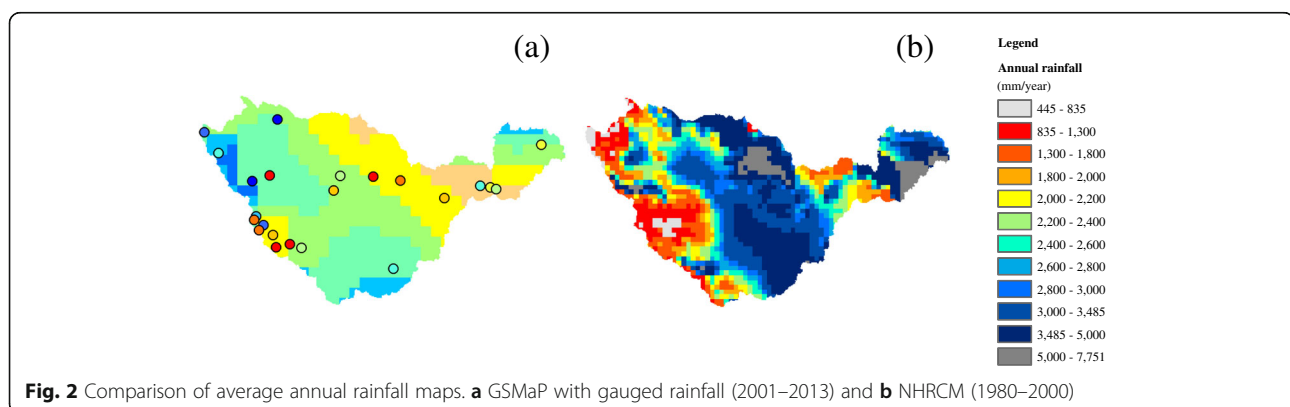 (a)
(b)
Legend
Annual rainfall
(mm/year)
445 - 835
835 - 1,300
1,300 - 1,800
1,800 - 2,000
2,000 - 2,200
2,200 - 2,400
2,400 - 2,600
2,600 - 2,800
2,800 - 3,000
3,000 - 3,485
3,485 - 5,000
5,000 - 7,751
Fig. 2 Comparison of average annual rainfall maps. a GSMaP with gauged rainfall (2001–2013) and b NHRCM (1980–2000)